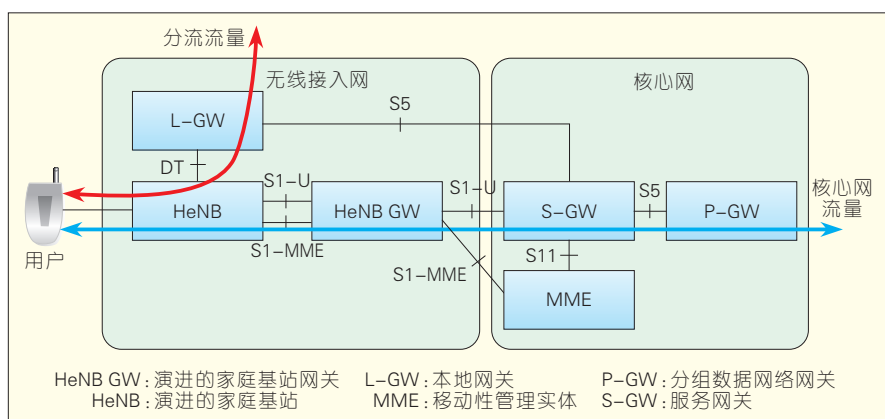 分流流量
无线接入网
核心网
L-GW
S5
DT
S1-U
S1-U
S5
核心网
流量
HeNB
HeNB GW
S-GW
P-GW
用户
S1-MME
S1-MME
S11
MME
HeNB GW:演进的家庭基站网关 L-GW:本地网关 P-GW:分组数据网络网关
HeNB:演进的家庭基站 MME:移动性管理实体 S-GW:服务网关